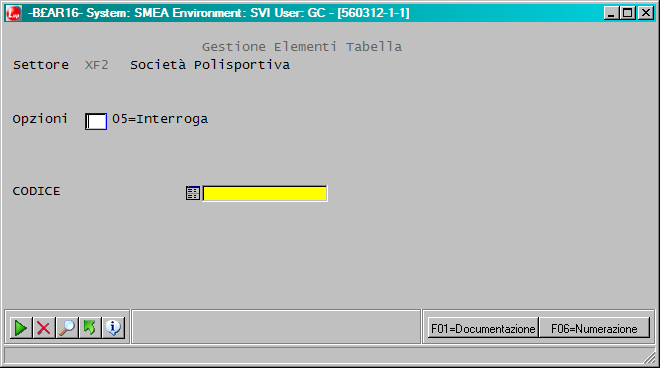 -B£AR16- System: SMEA Environment: SVI User: GC - [560312-1-1]
Gestione Elementi Tabella
Settore XF2 Società Polisportiva
Opzioni 05=Interroga
CODICE
F01=Documentazione F06=Numerazione